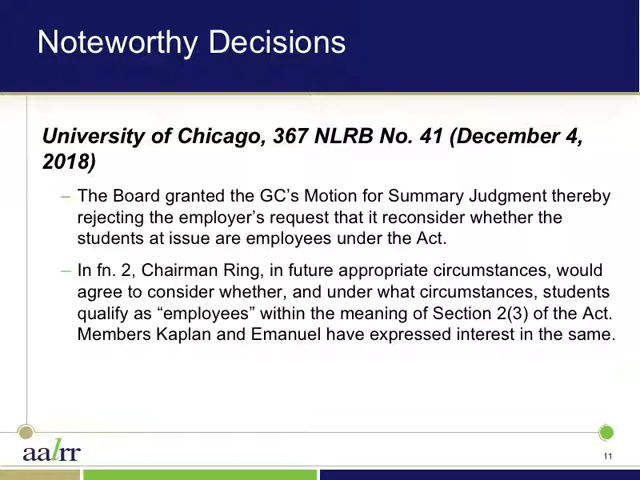 Noteworthy Decisions
University of Chicago, 367 NLRB No. 41 (December 4,
2018)
– The Board granted the GC's Motion for Summary Judgment thereby
rejecting the employer's request that it reconsider whether the
students at issue are employees under the Act.
– In fn. 2, Chairman Ring, in future appropriate circumstances, would
agree to consider whether, and under what circumstances, students
qualify as “employees” within the meaning of Section 2(3) of the Act.
Members Kaplan and Emanuel have expressed interest in the same.
aalrr
11